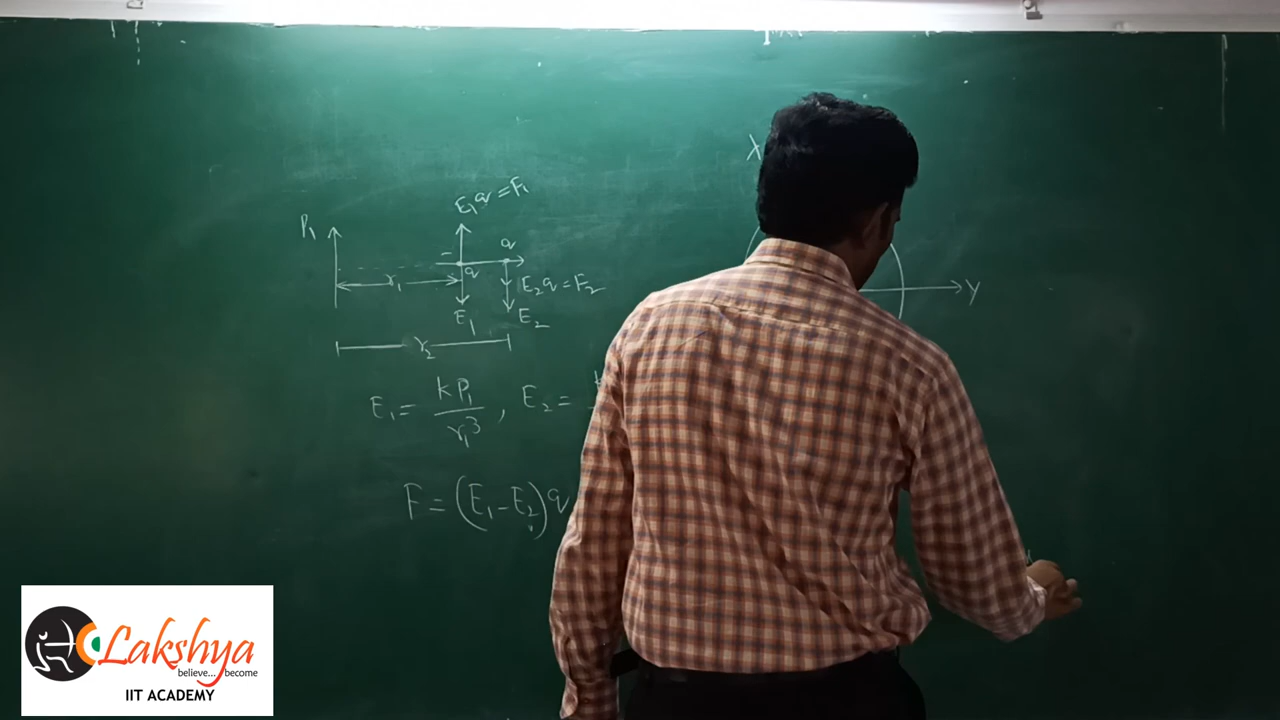 E₁q = F₁
P₁
q
−
q
r₁
E₂q = F₂
E₁
E₂
r₂
E₁ = kP₁/r₁³ , E₂ =
F = (E₁ − E₂)q
X
Y
Lakshya
believe... become
IIT ACADEMY